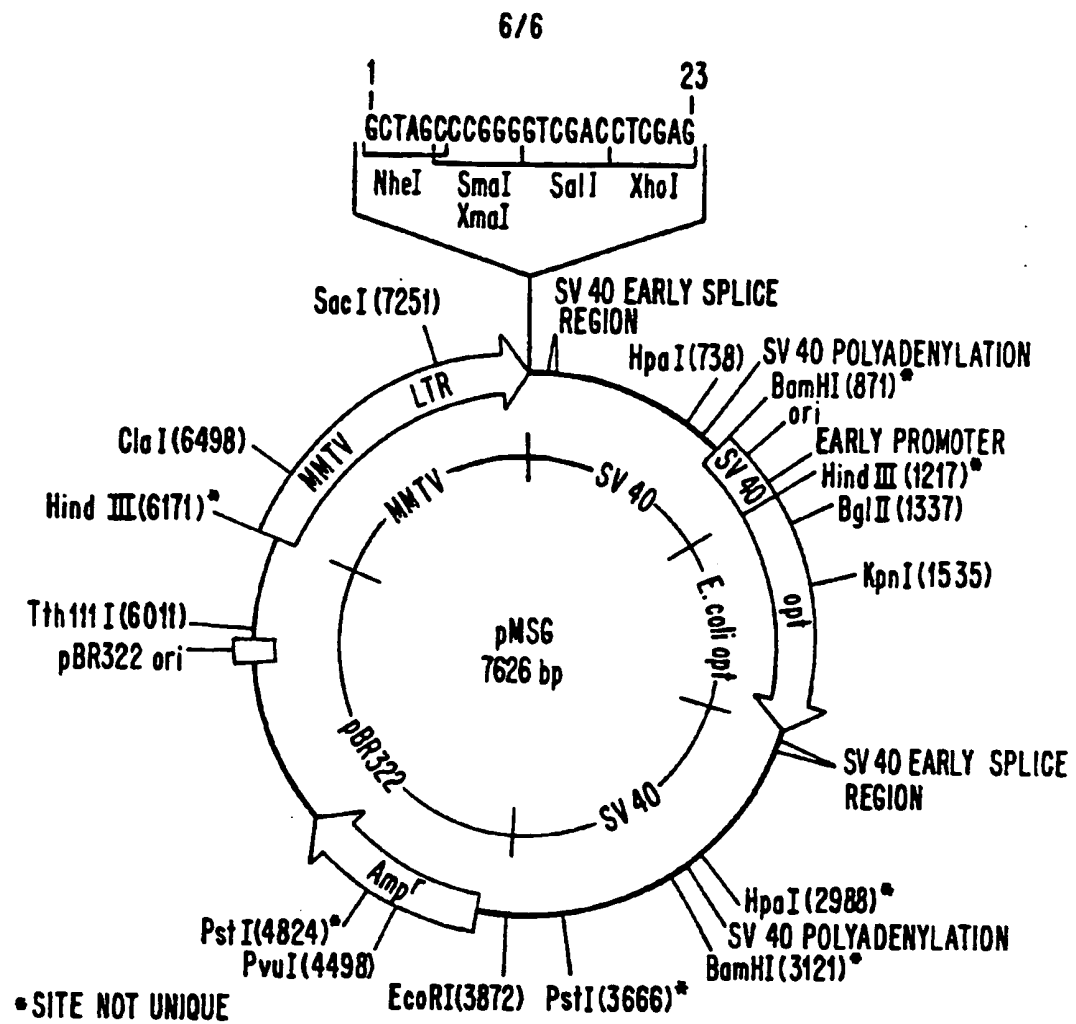 6/6
1
23
GCTAGCCCGGGGTCGACCTCGAG
NheI
SmaI
XmaI
SalI
XhoI
SacI(7251)
SV 40 EARLY SPLICE
REGION
HpaI(738)
SV 40 POLYADENYLATION
BamHI(871)*
ori
EARLY PROMOTER
HindIII(1217)*
BglII(1337)
KpnI(1535)
LTR
MMTV
SV 40
opt
ClaI(6498)
Hind III(6171)*
Tth111I(6011)
pBR322 ori
MMTV
SV 40
E. coli opt
SV 40
pBR322
pMSG
7626 bp
SV 40 EARLY SPLICE
REGION
HpaI(2988)*
SV 40 POLYADENYLATION
BamHI(3121)*
Ampr
PstI(4824)*
PvuI(4498)
EcoRI(3872)
PstI(3666)*
*SITE NOT UNIQUE